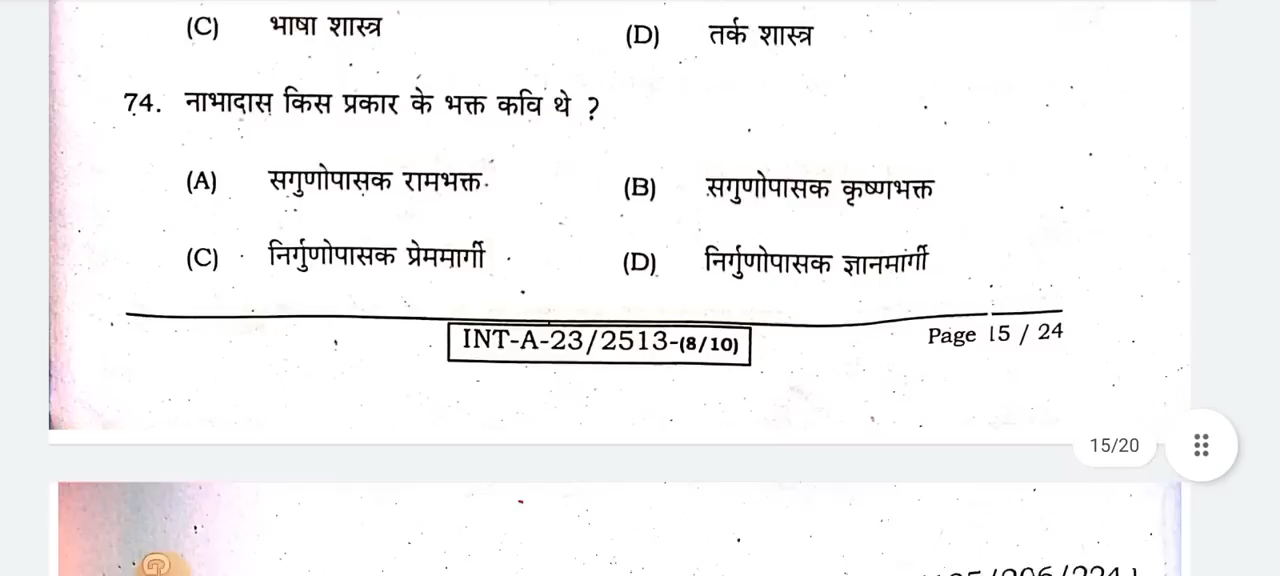 (C) भाषा शास्त्र (D) तर्क शास्त्र
74. नाभादास किस प्रकार के भक्त कवि थे ?
(A) सगुणोपासक रामभक्त (B) सगुणोपासक कृष्णभक्त
(C) निर्गुणोपासक प्रेममार्गी (D) निर्गुणोपासक ज्ञानमार्गी
INT-A-23/2513-(8/10) Page 15 / 24
15/20